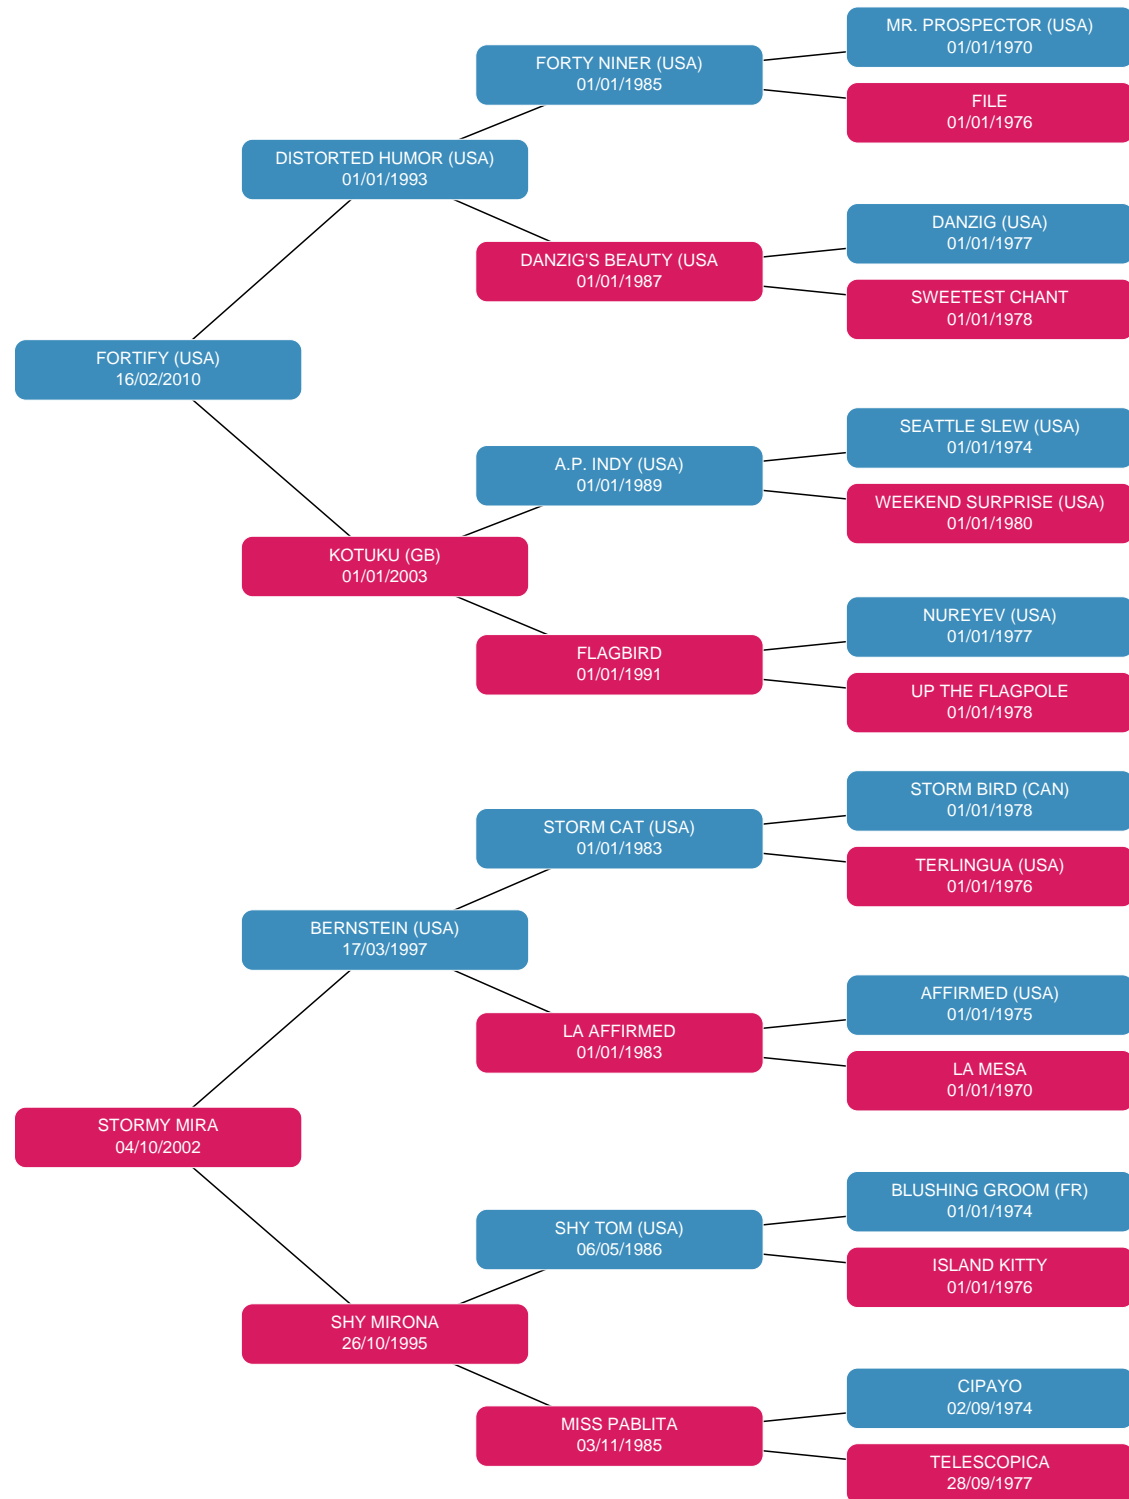 MR. PROSPECTOR (USA)
01/01/1970
FORTY NINER (USA)
01/01/1985
FILE
01/01/1976
DISTORTED HUMOR (USA)
01/01/1993
DANZIG (USA)
01/01/1977
DANZIG'S BEAUTY (USA
01/01/1987
SWEETEST CHANT
01/01/1978
FORTIFY (USA)
16/02/2010
SEATTLE SLEW (USA)
01/01/1974
A.P. INDY (USA)
01/01/1989
WEEKEND SURPRISE (USA)
01/01/1980
KOTUKU (GB)
01/01/2003
NUREYEV (USA)
01/01/1977
FLAGBIRD
01/01/1991
UP THE FLAGPOLE
01/01/1978
STORM BIRD (CAN)
01/01/1978
STORM CAT (USA)
01/01/1983
TERLINGUA (USA)
01/01/1976
BERNSTEIN (USA)
17/03/1997
AFFIRMED (USA)
01/01/1975
LA AFFIRMED
01/01/1983
LA MESA
01/01/1970
STORMY MIRA
04/10/2002
BLUSHING GROOM (FR)
01/01/1974
SHY TOM (USA)
06/05/1986
ISLAND KITTY
01/01/1976
SHY MIRONA
26/10/1995
CIPAYO
02/09/1974
MISS PABLITA
03/11/1985
TELESCOPICA
28/09/1977